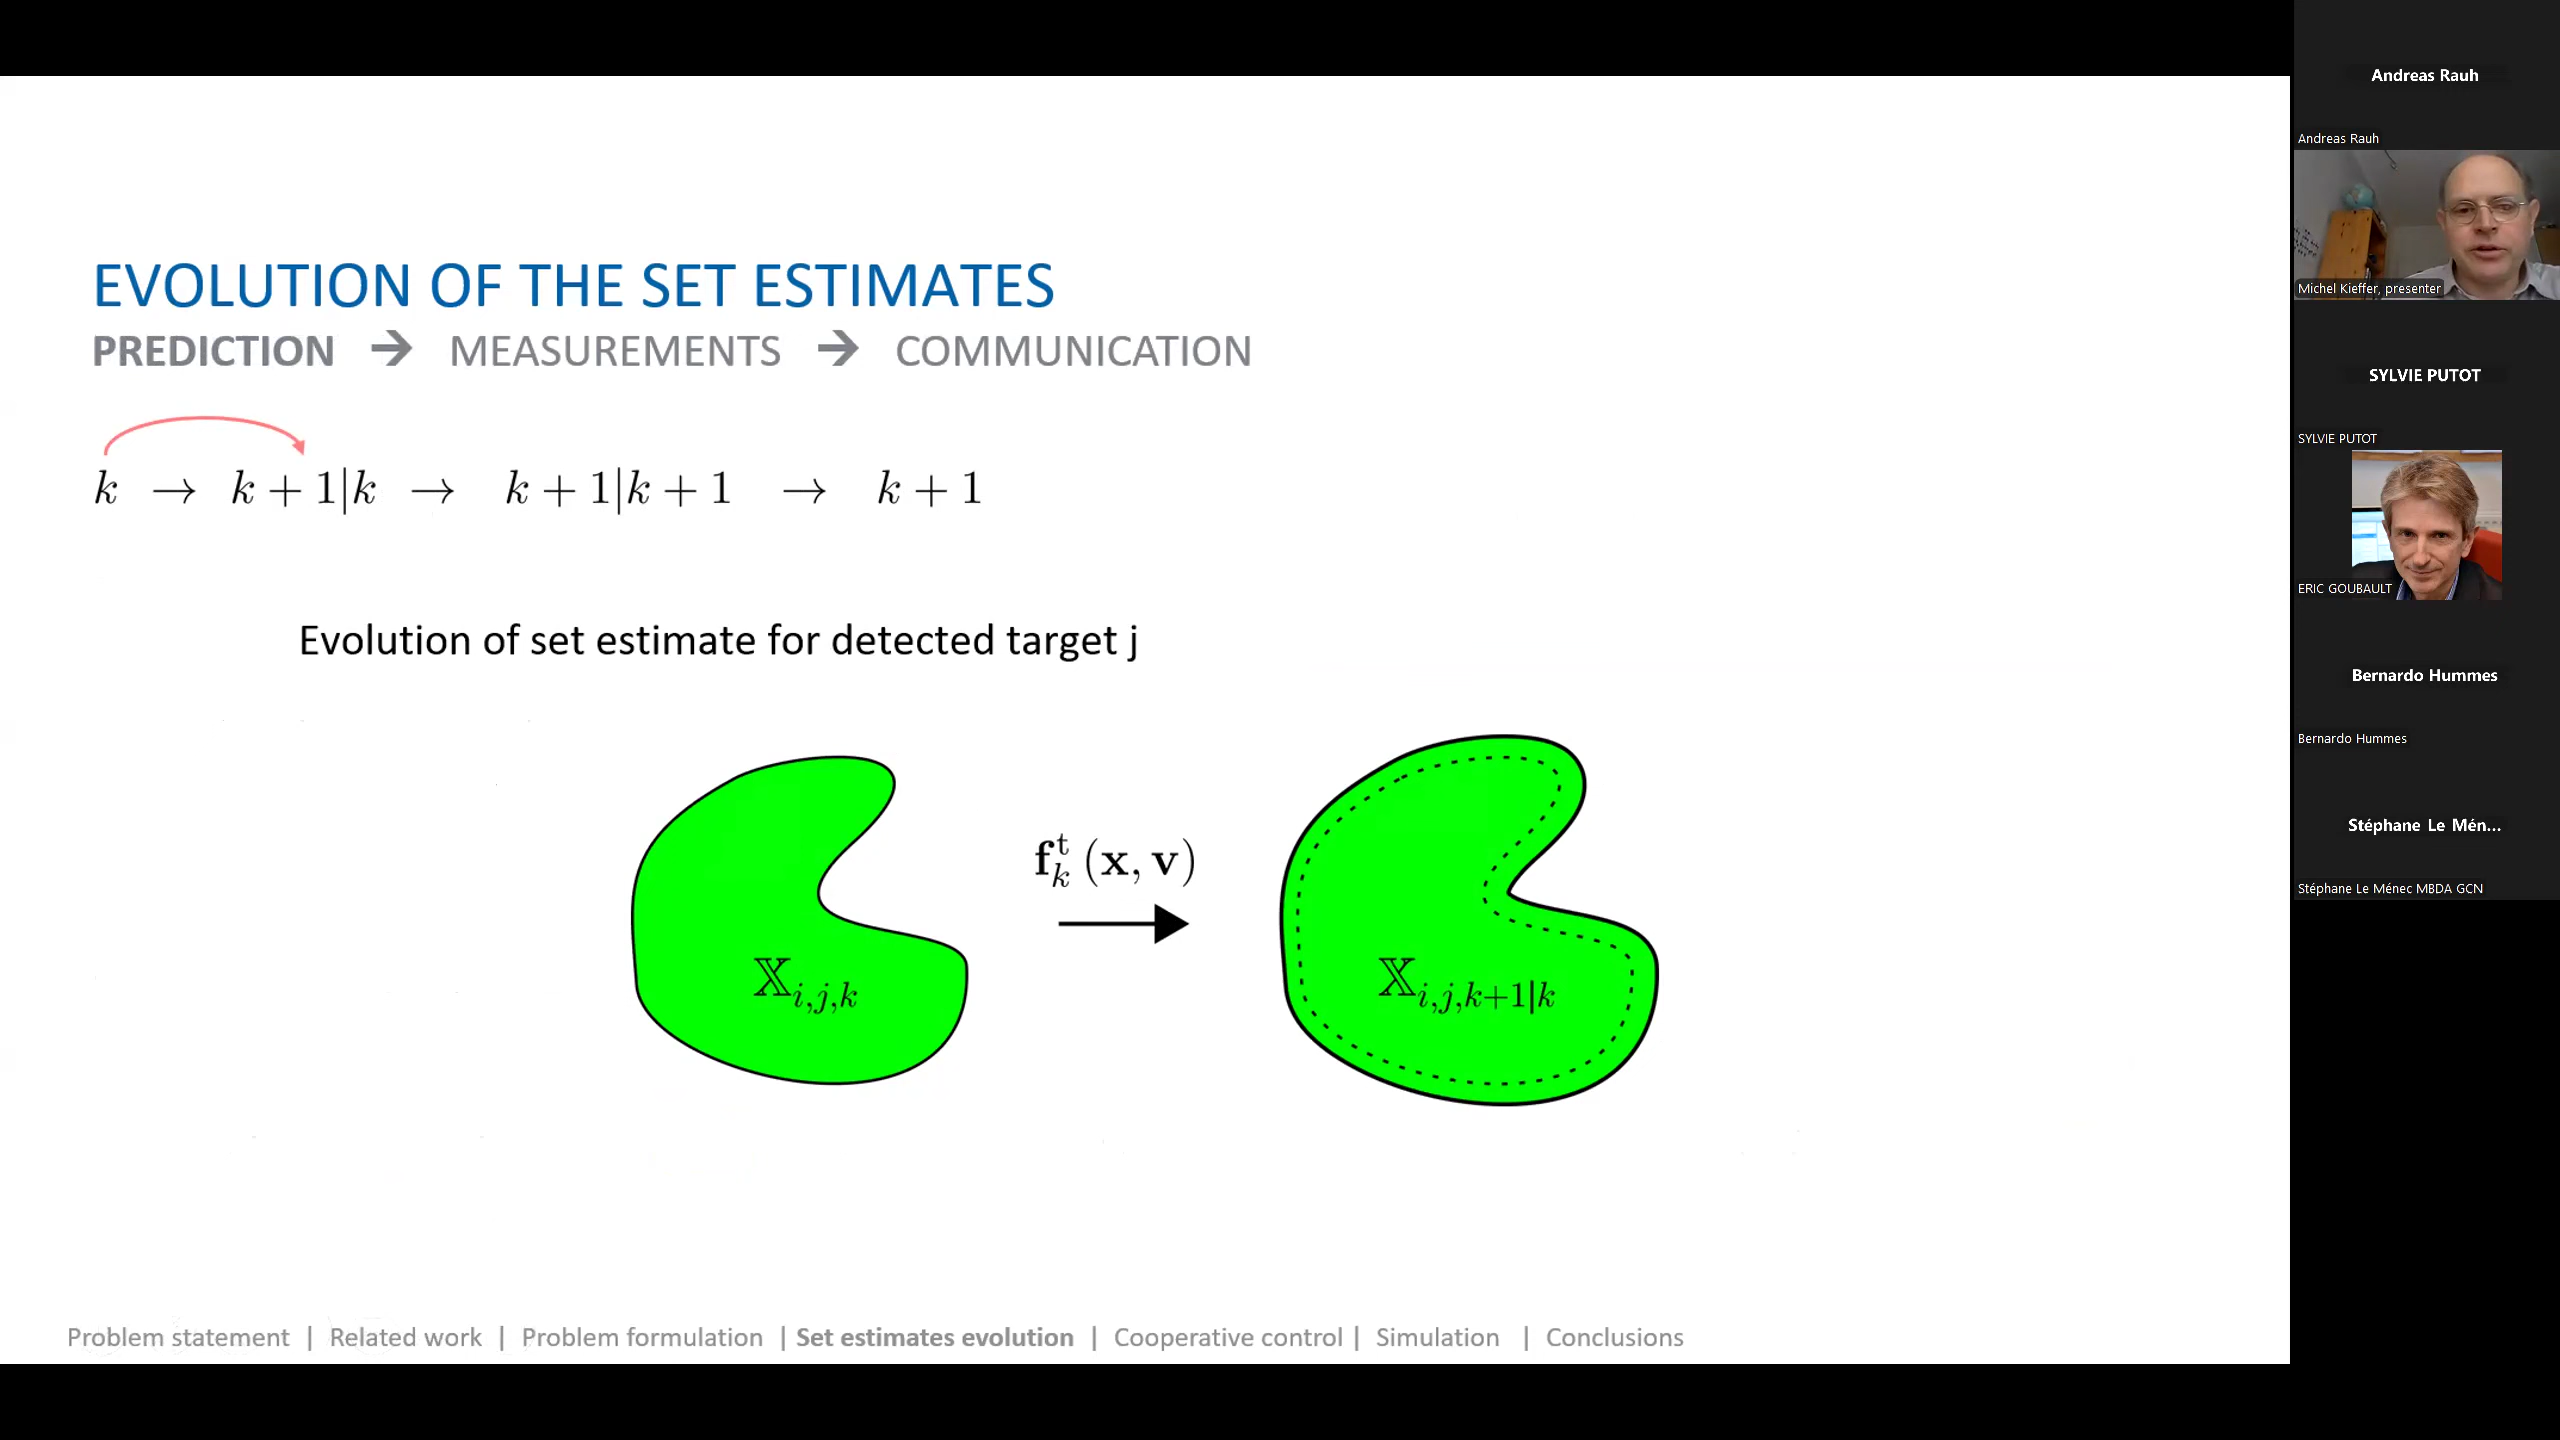 EVOLUTION OF THE SET ESTIMATES
PREDICTION → MEASUREMENTS → COMMUNICATION
k → k + 1|k → k + 1|k + 1 → k + 1
Evolution of set estimate for detected target j
𝕏_{i,j,k}
f_k^t (x, v)
𝕏_{i,j,k+1|k}
Problem statement | Related work | Problem formulation | Set estimates evolution | Cooperative control | Simulation | Conclusions
Andreas Rauh
Andreas Rauh
Michel Kieffer, presenter
SYLVIE PUTOT
SYLVIE PUTOT
ERIC GOUBAULT
Bernardo Hummes
Bernardo Hummes
Stéphane Le Mén...
Stéphane Le Ménec MBDA GCN